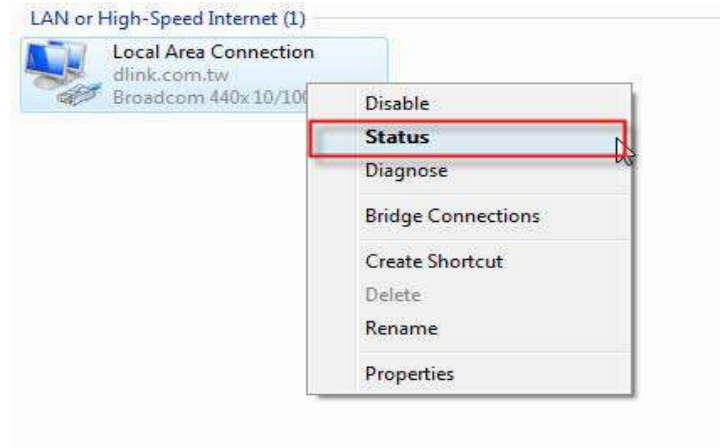 LAN or High-Speed Internet (1)
Local Area Connection
dlink.com.tw
Broadcom 440x 10/100
Disable
Status
Diagnose
Bridge Connections
Create Shortcut
Delete
Rename
Properties